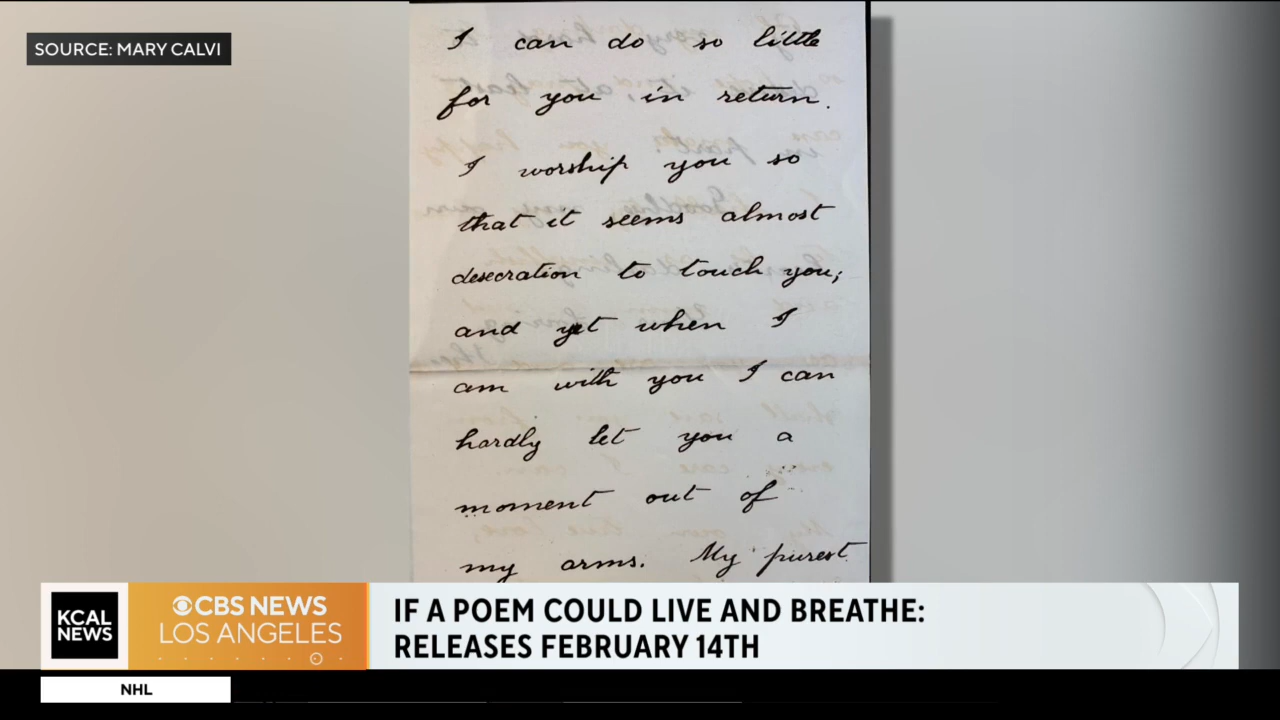 SOURCE: MARY CALVI
I can do so little
for you in return.
I worship you so
that it seems almost
desecration to touch you;
and yet when I
am with you I can
hardly let you a
moment out of
my arms. My purest
KCAL
NEWS
CBS NEWS
LOS ANGELES
IF A POEM COULD LIVE AND BREATHE:
RELEASES FEBRUARY 14TH
NHL